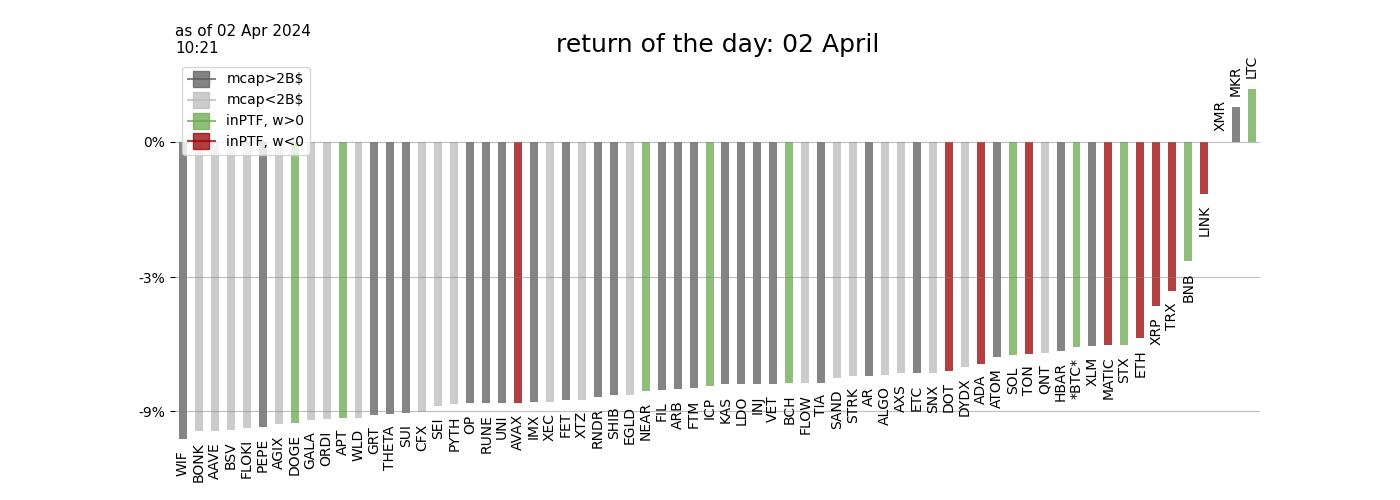 as of 02 Apr 2024
10:21
return of the day: 02 April
mcap>2B$
mcap<2B$
inPTF, w>0
inPTF, w<0
0%
-3%
-9%
WIF
BONK
AAVE
BSV
FLOKI
PEPE
AGIX
DOGE
GALA
ORDI
APT
WLD
GRT
THETA
SUI
CFX
SEI
PYTH
OP
RUNE
UNI
AVAX
IMX
XEC
FET
XTZ
RNDR
SHIB
EGLD
NEAR
FIL
ARB
FTM
ICP
KAS
LDO
INJ
VET
BCH
FLOW
TIA
SAND
STRK
AR
ALGO
AXS
ETC
SNX
DOT
DYDX
ADA
ATOM
SOL
TON
QNT
HBAR
*BTC*
XLM
MATIC
STX
ETH
XRP
TRX
BNB
LINK
XMR
MKR
LTC